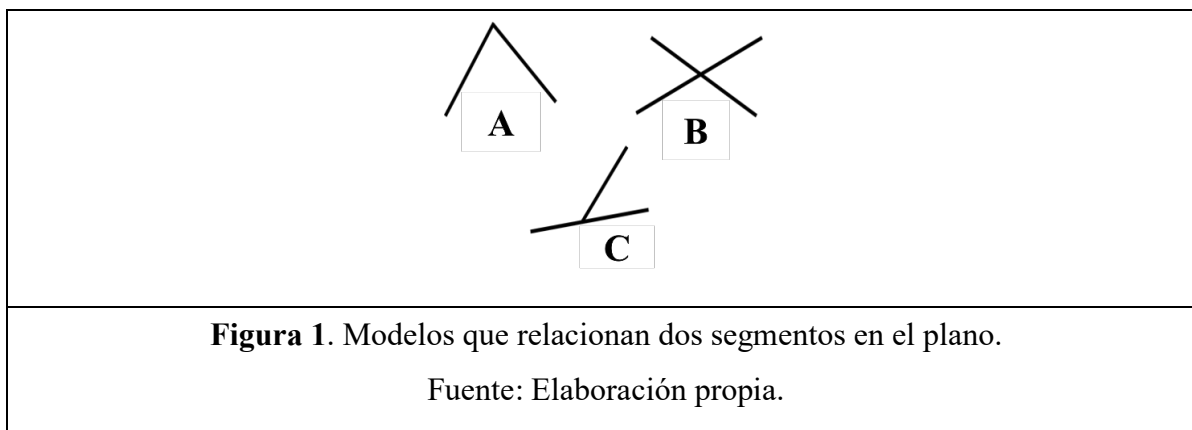 A
B
C
Figura 1. Modelos que relacionan dos segmentos en el plano.
Fuente: Elaboración propia.